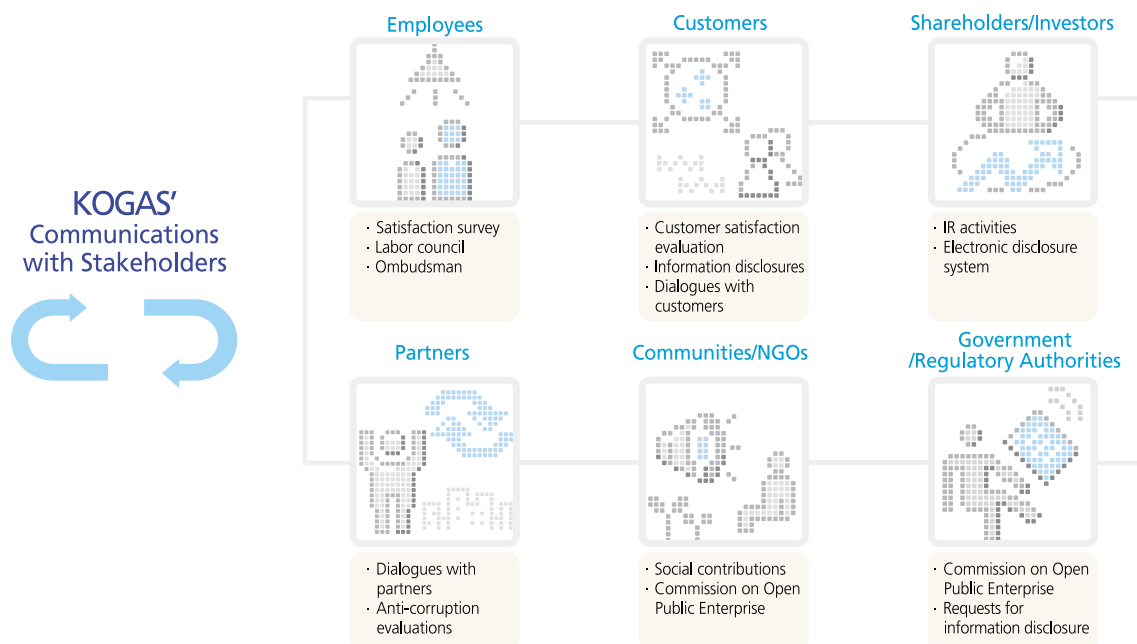 KOGAS'
Communications
with Stakeholders
Employees
· Satisfaction survey
· Labor council
· Ombudsman
Customers
· Customer satisfaction
evaluation
· Information disclosures
· Dialogues with
customers
Shareholders/Investors
· IR activities
· Electronic disclosure
system
Partners
· Dialogues with
partners
· Anti-corruption
evaluations
Communities/NGOs
· Social contributions
· Commission on Open
Public Enterprise
Government
/Regulatory Authorities
· Commission on Open
Public Enterprise
· Requests for
information disclosure